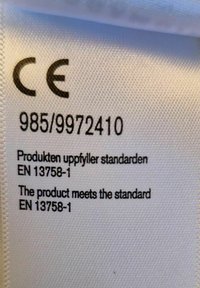 CE
985/9972410
Produkten uppfyller standarden
EN 13758-1
The product meets the standard
EN 13758-1